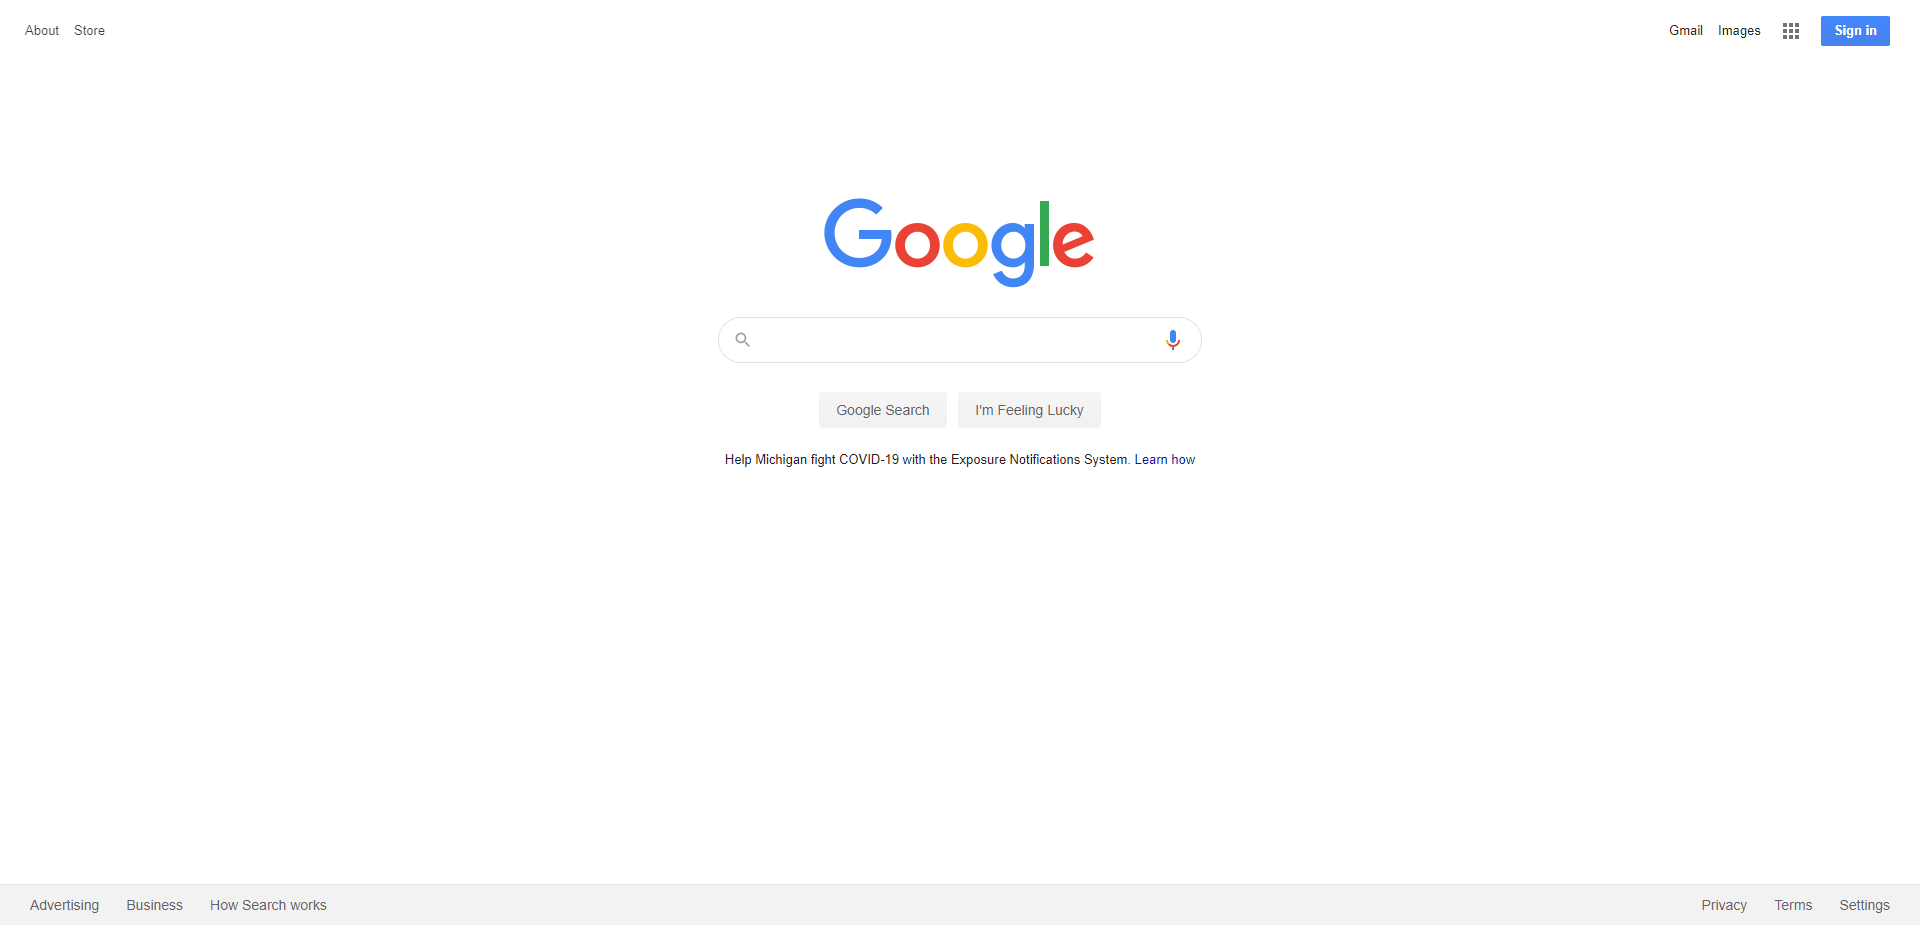 About Store Gmail Images Sign in
Google
Google Search I'm Feeling Lucky
Help Michigan fight COVID-19 with the Exposure Notifications System. Learn how
Advertising Business How Search works Privacy Terms Settings